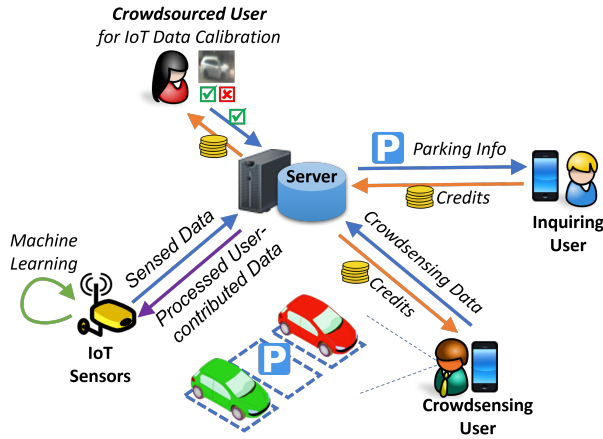 Crowdsourced User
for IoT Data Calibration
Server
P
Parking Info
Credits
Inquiring
User
Machine
Learning
Sensed Data
Processed User-
contributed Data
Crowdsensing Data
Credits
IoT
Sensors
P
Crowdsensing
User